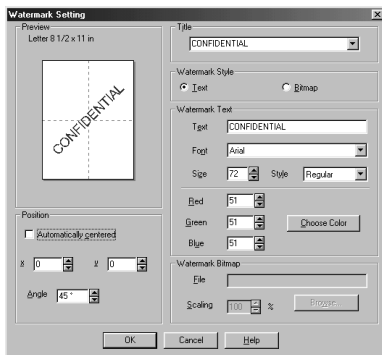 Watermark Setting
Preview
Letter 8 1/2 x 11 in
CONFIDENTIAL
Position
Automatically centered
x 0 y 0
Angle 45 °
Title
CONFIDENTIAL
Watermark Style
Text Bitmap
Watermark Text
Text CONFIDENTIAL
Font Arial
Size 72 Style Regular
Red 51
Green 51 Choose Color
Blue 51
Watermark Bitmap
File
Scaling 100 % Browse
OK Cancel Help